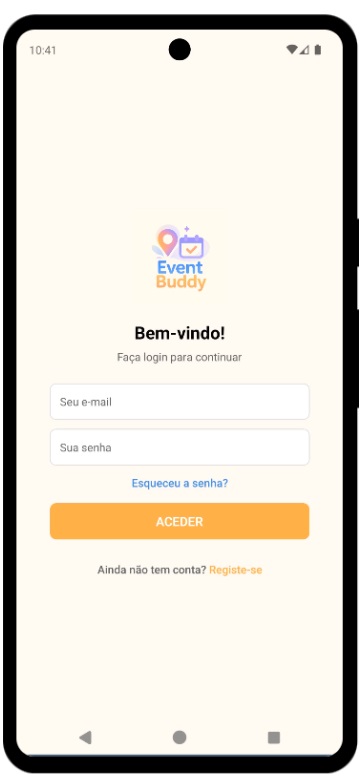 10:41
Event
Buddy
Bem-vindo!
Faça login para continuar
Seu e-mail
Sua senha
Esqueceu a senha?
ACEDER
Ainda não tem conta? Registe-se